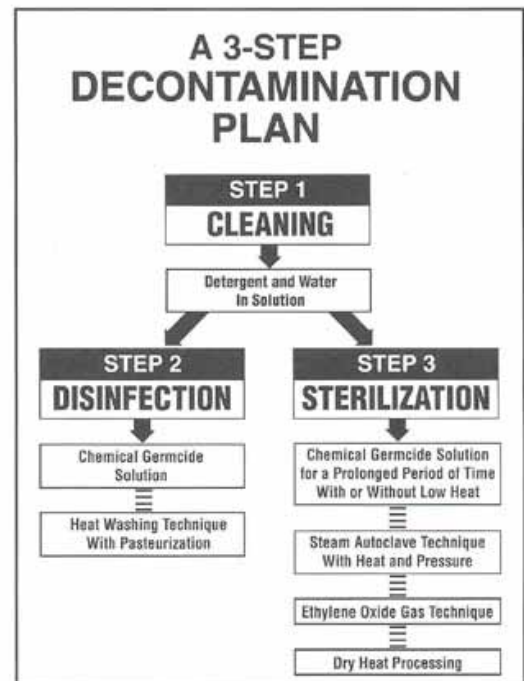 A 3-STEP
DECONTAMINATION
PLAN
STEP 1
CLEANING
Detergent and Water
In Solution
STEP 2
DISINFECTION
Chemical Germcide
Solution
Heat Washing Technique
With Pasteurization
STEP 3
STERILIZATION
Chemical Germcide Solution
for a Prolonged Period of Time
With or Without Low Heat
Steam Autoclave Technique
With Heat and Pressure
Ethylene Oxide Gas Technique
Dry Heat Processing